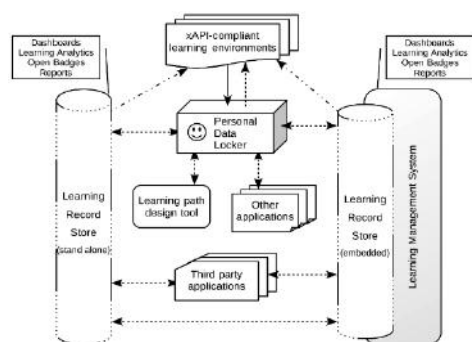 Dashboards
Learning Analytics
Open Badges
Reports
xAPI-compliant
learning environments
Dashboards
Learning Analytics
Open Badges
Reports
Personal
Data
Locker
Learning
Record
Store
(stand alone)
Learning path
design tool
Other
applications
Learning
Record
Store
(embedded)
Learning Management System
Third party
applications